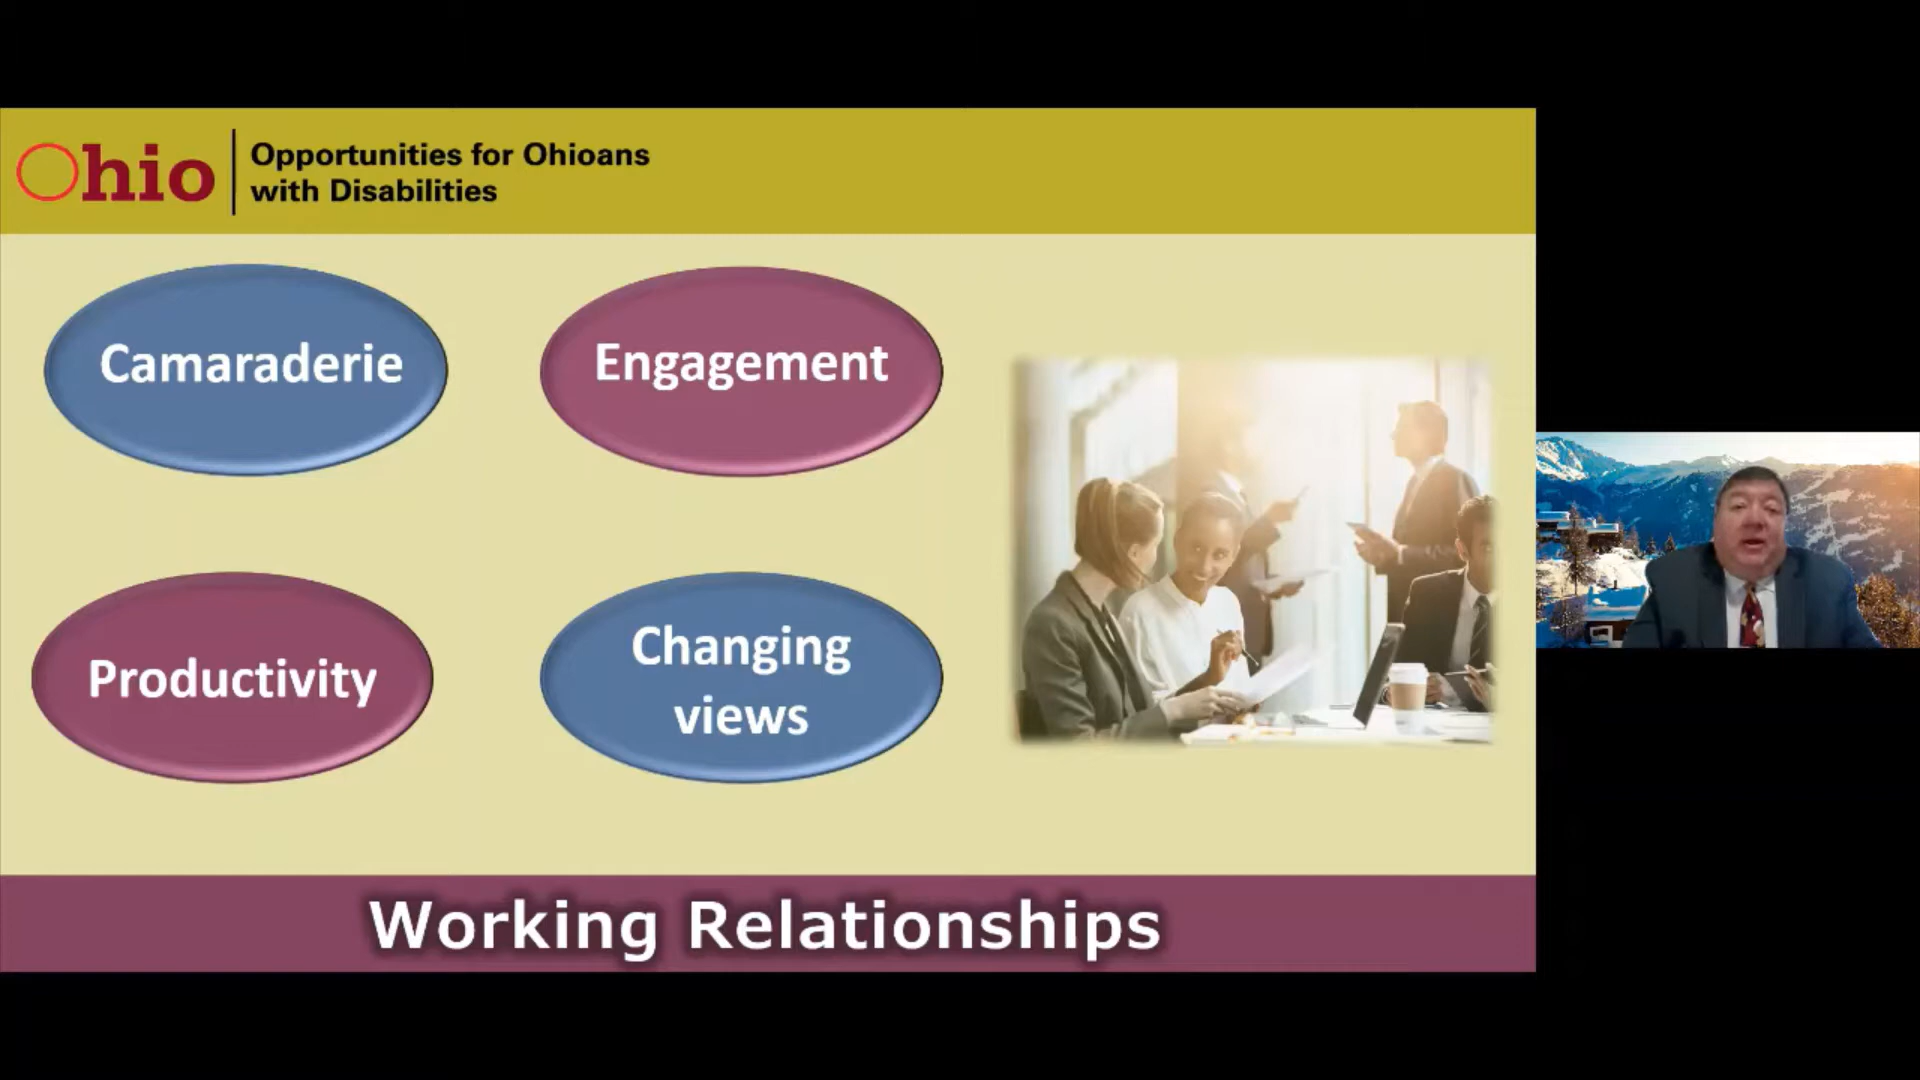 Ohio
Opportunities for Ohioans
with Disabilities
Camaraderie
Engagement
Productivity
Changing
views
Working Relationships